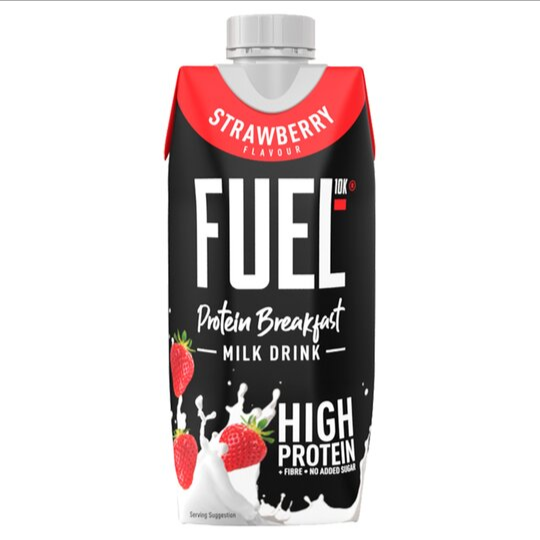 STRAWBERRY
FLAVOUR
FUEL 10K®
Protein Breakfast
MILK DRINK
HIGH
PROTEIN
+ FIBRE • NO ADDED SUGAR
Serving Suggestion